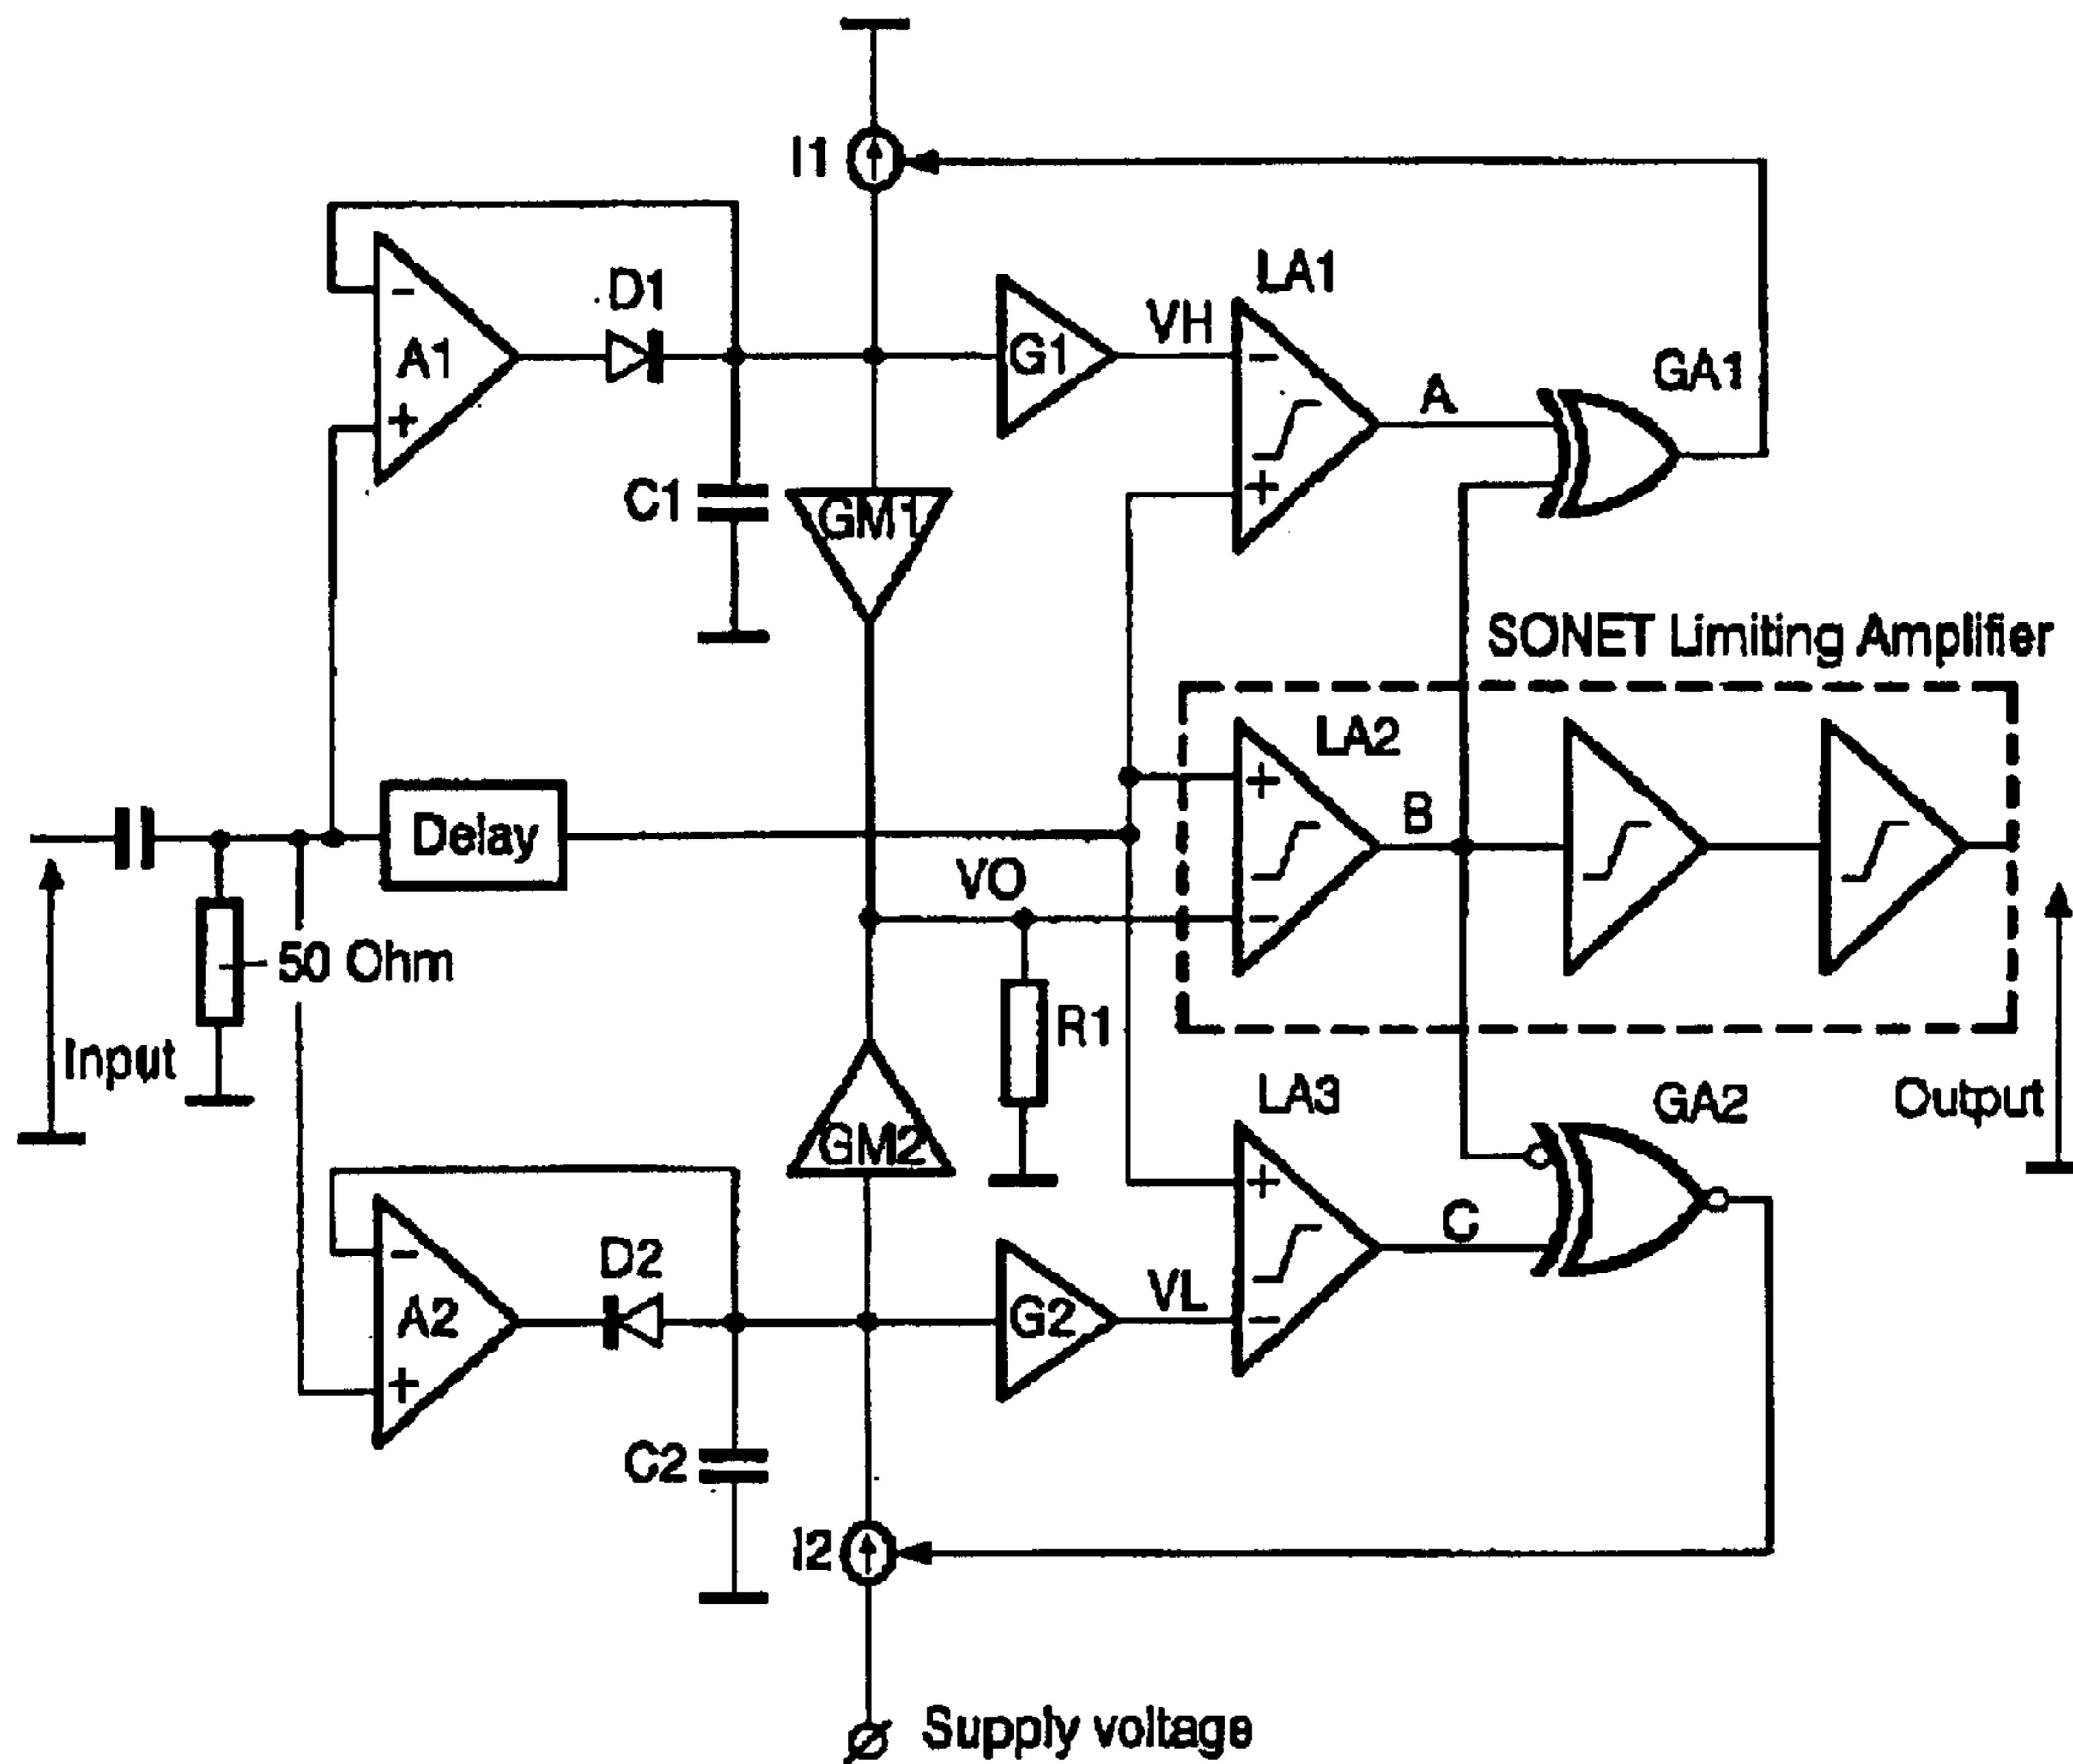 I1
LA1
D1
VH
-
A1
G1
-
A
GA1
+
+
C1
GM1
SONET Limiting Amplifier
LA2
+
B
Delay
VO
-
50 Ohm
R1
Input
LA3
GA2
Output
GM2
+
C
-
D2
VL
A2
G2
-
+
C2
I2
Supply voltage